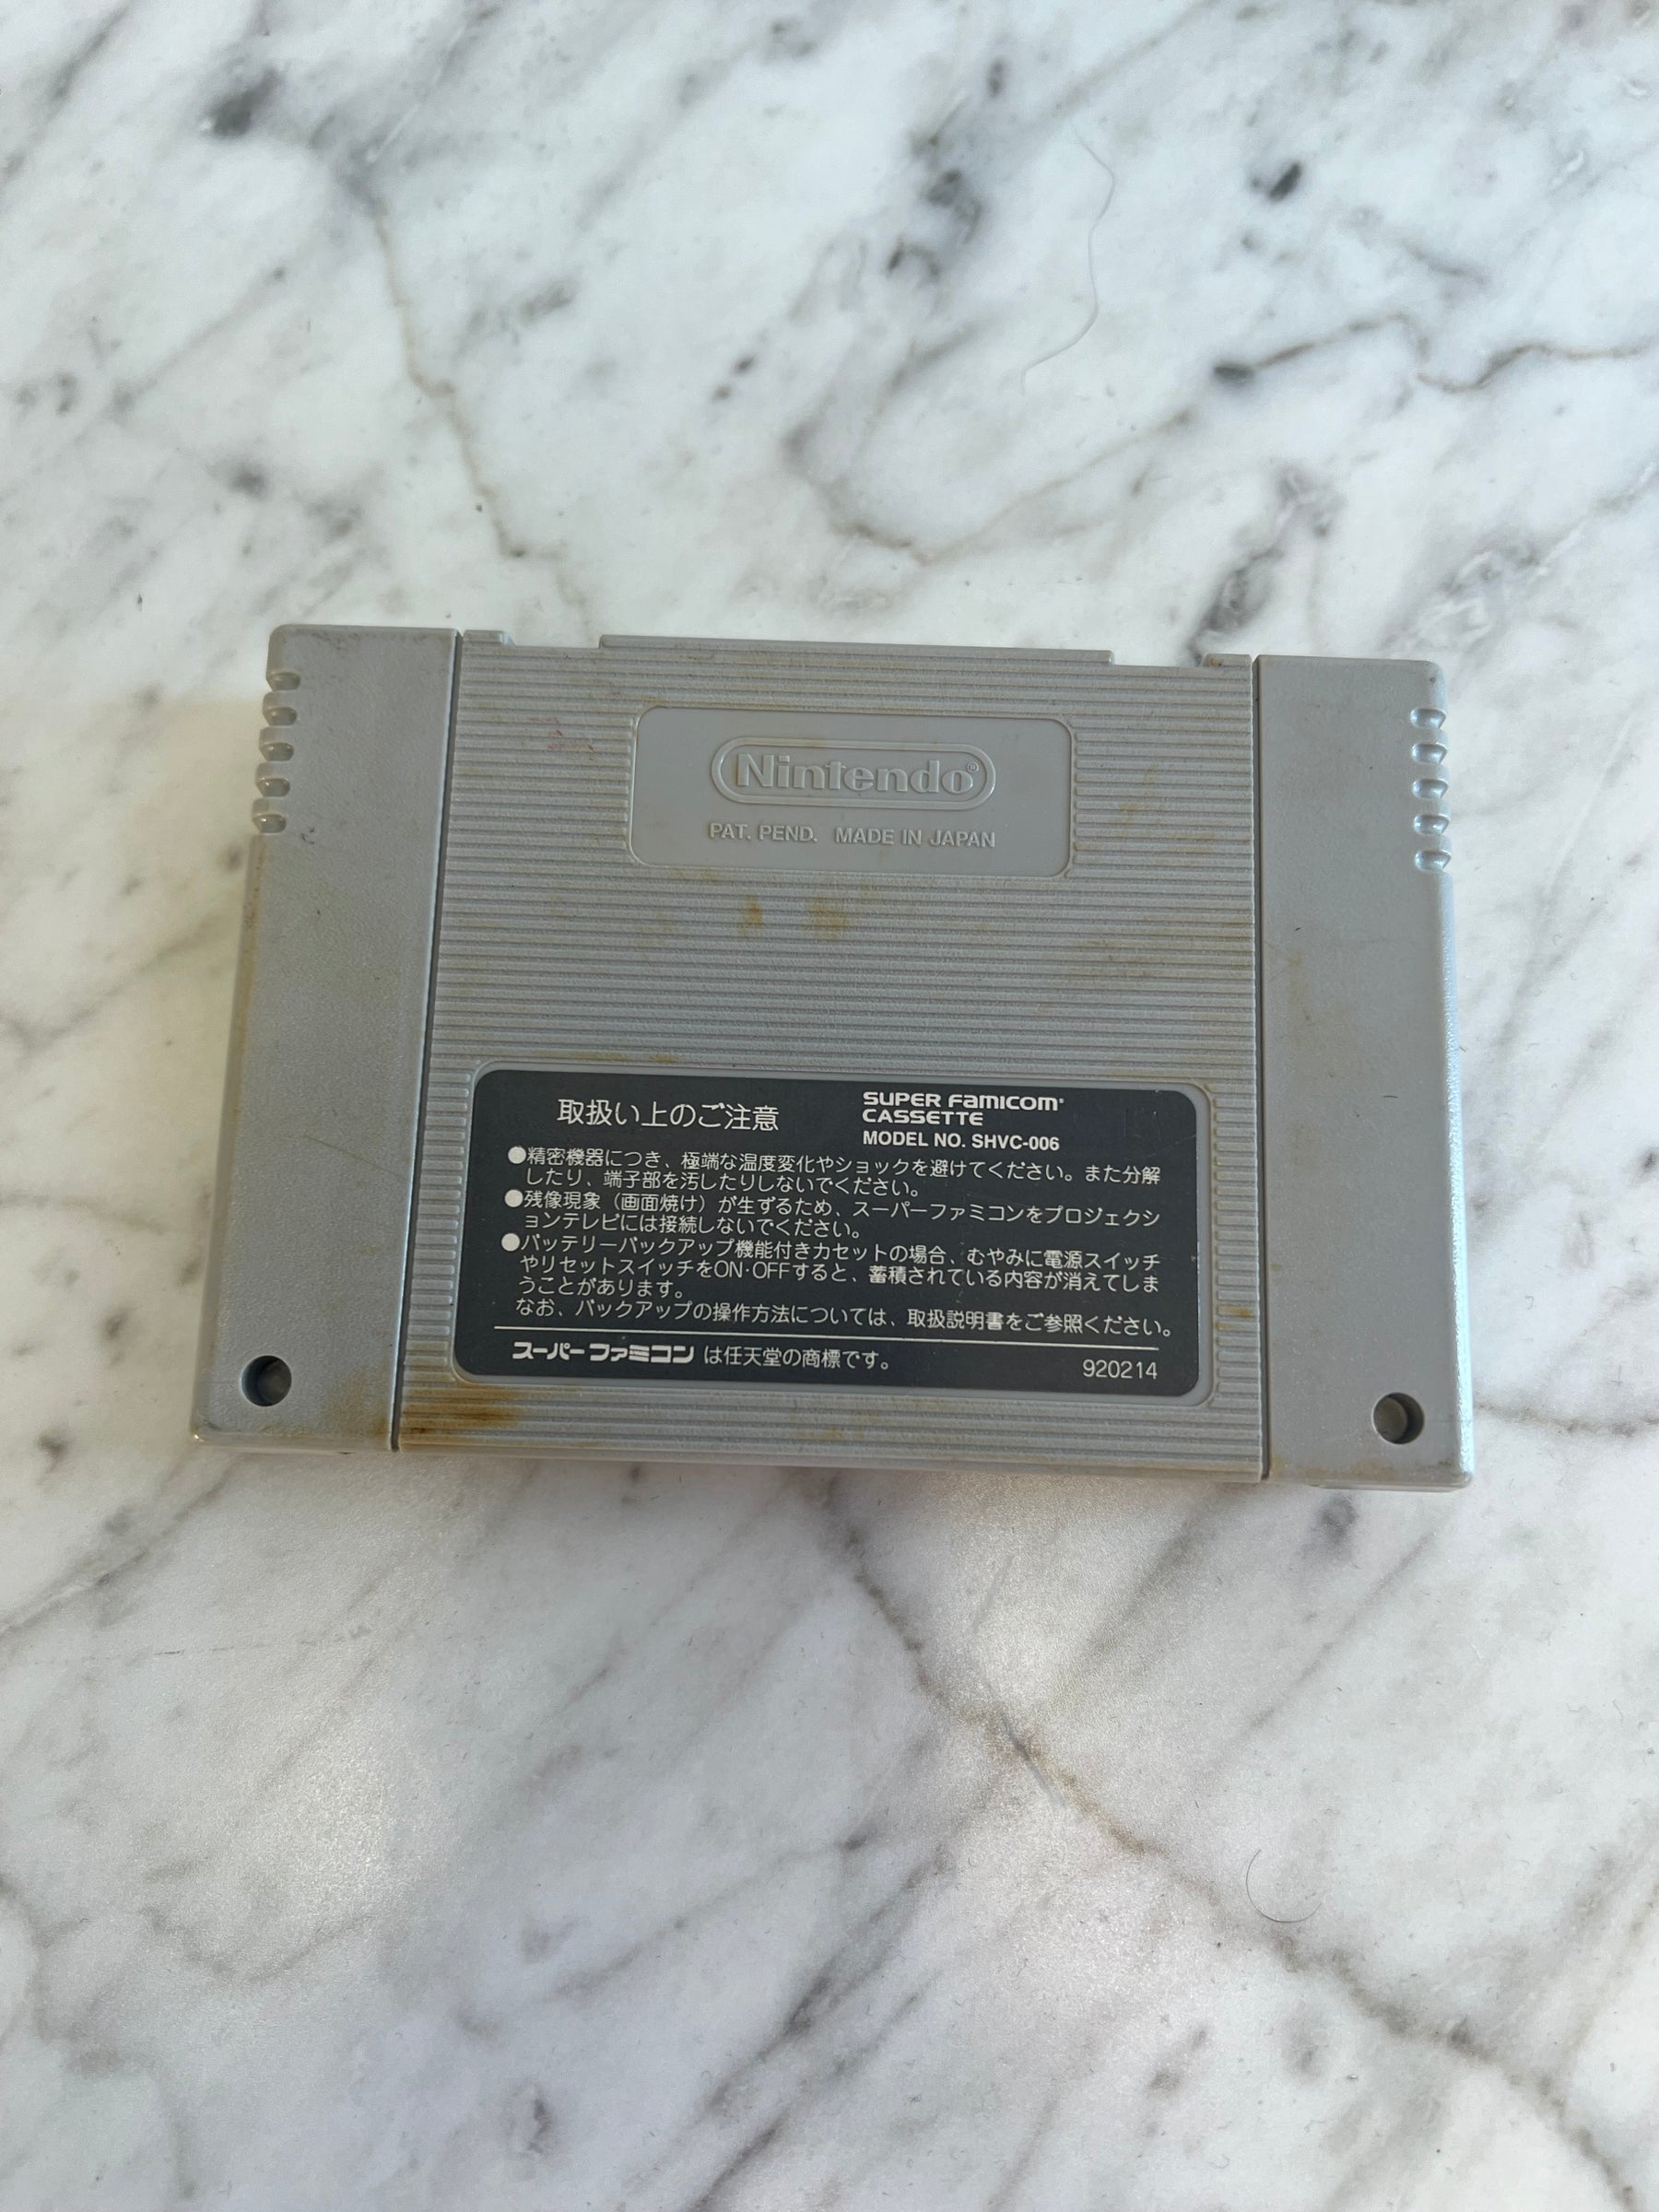 Nintendo®
PAT. PEND. MADE IN JAPAN
取扱い上のご注意
SUPER FAMICOM®
CASSETTE
MODEL NO. SHVC-006
●精密機器につき、極端な温度変化やショックを避けてください。また分解
したり、端子部を汚したりしないでください。
●残像現象（画面焼け）が生ずるため、スーパーファミコンをプロジェクシ
ョンテレビには接続しないでください。
●バッテリーバックアップ機能付きカセットの場合、むやみに電源スイッチ
やリセットスイッチをON·OFFすると、蓄積されている内容が消えてしま
うことがあります。
なお、バックアップの操作方法については、取扱説明書をご参照ください。
スーパーファミコン は任天堂の商標です。
920214